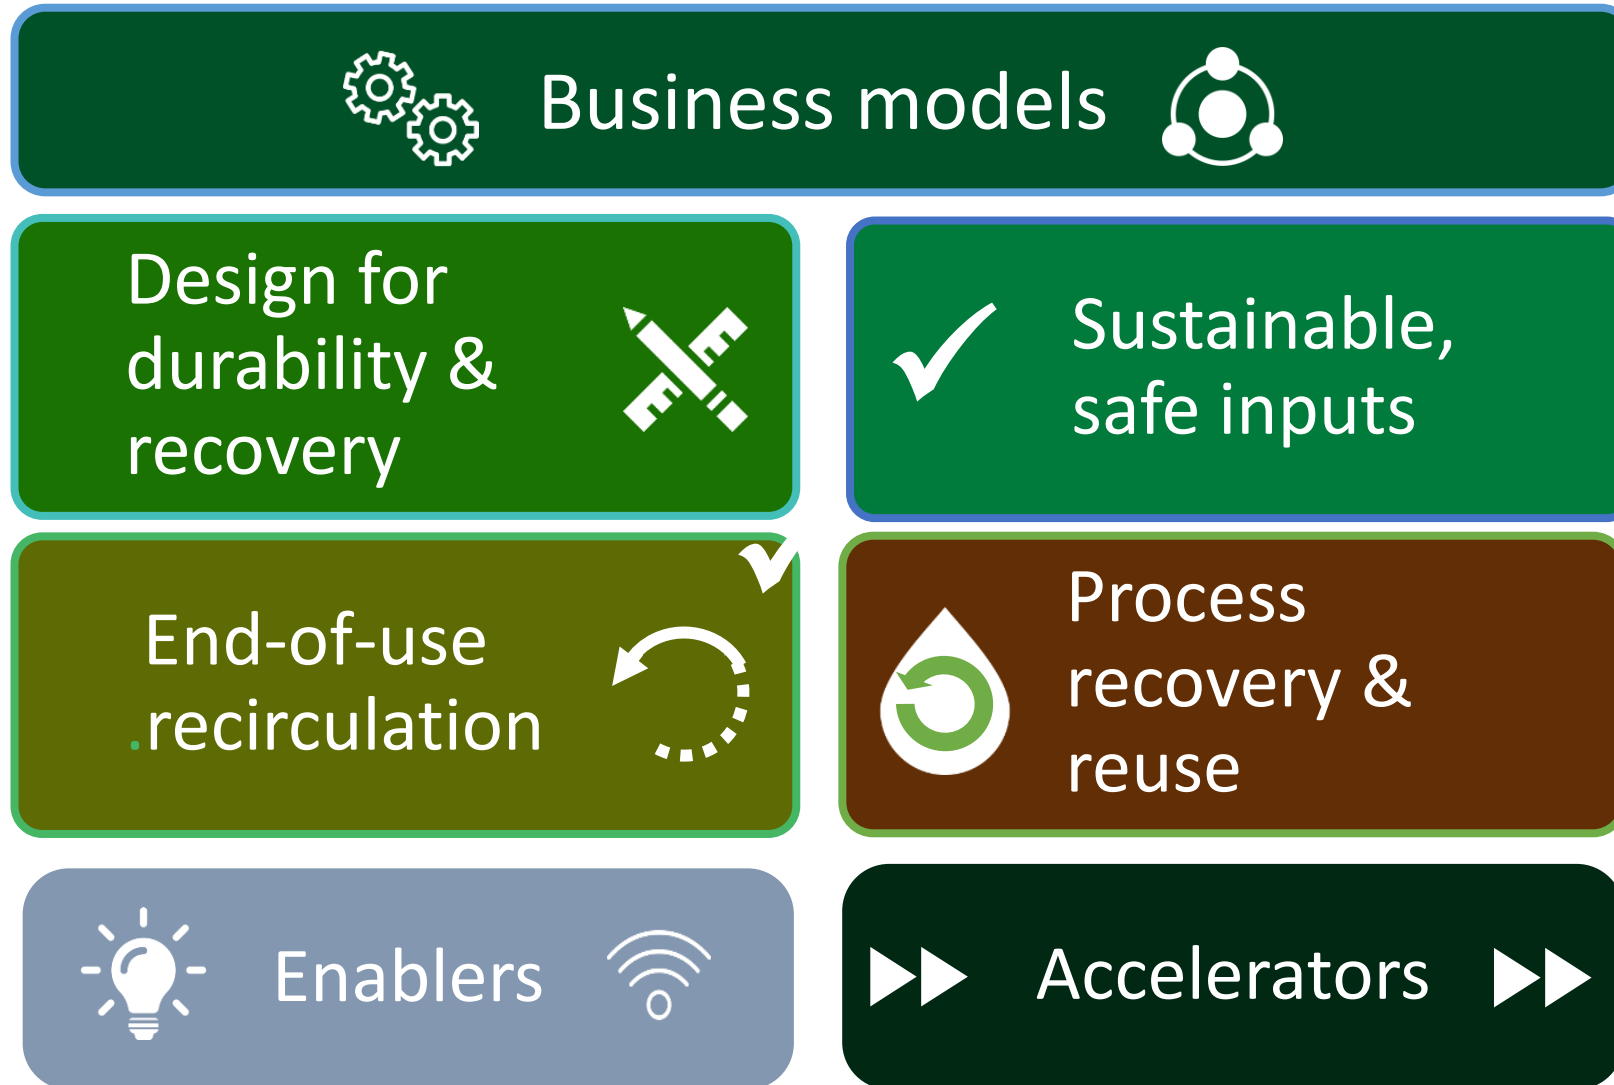 Business models
Design for
durability &
recovery
Sustainable,
safe inputs
End-of-use
.recirculation
Process
recovery &
reuse
Enablers
Accelerators